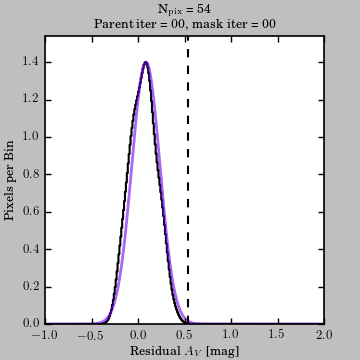 N_pix = 54
Parent iter = 00, mask iter = 00
1.4
1.2
1.0
0.8
0.6
0.4
0.2
0.0
Pixels per Bin
−1.0 −0.5 0.0 0.5 1.0 1.5 2.0
Residual A_V [mag]